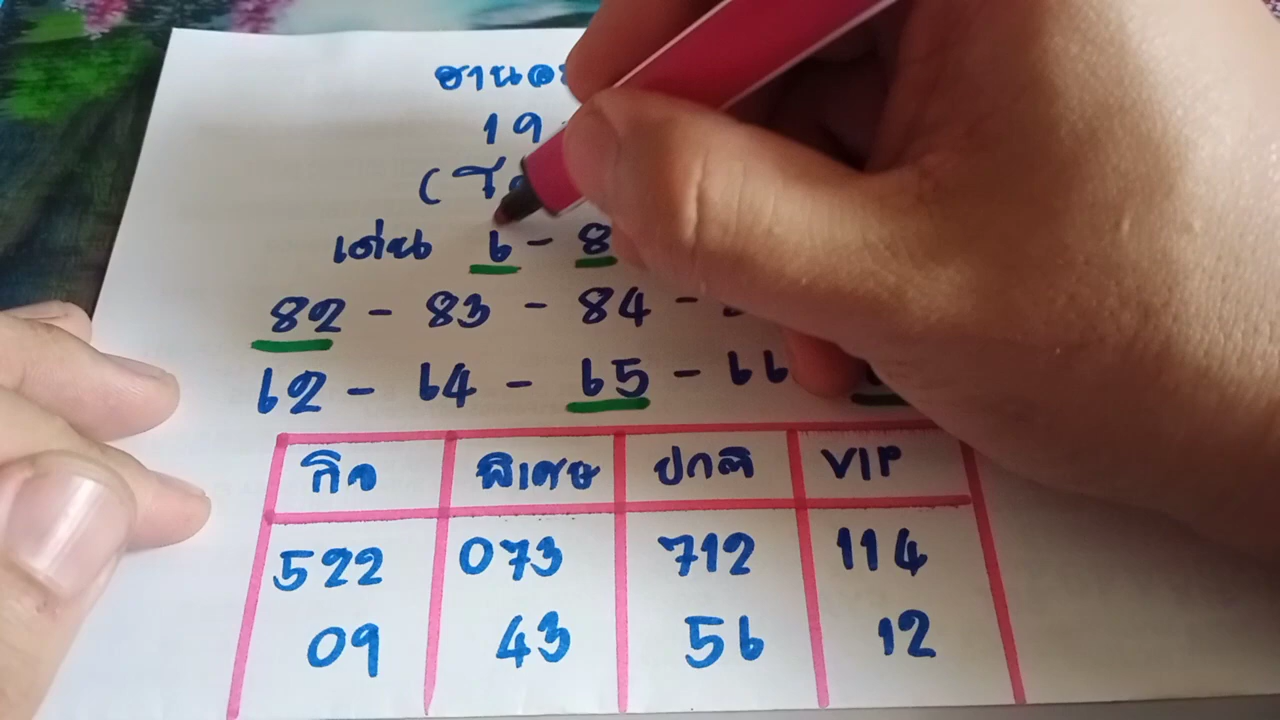 19
เด่น 6 - 8
82 - 83 - 84 -
62 - 64 - 65 - 66
กิจ พิเศษ ปกติ VIP
522 073 712 114
09 43 56 12